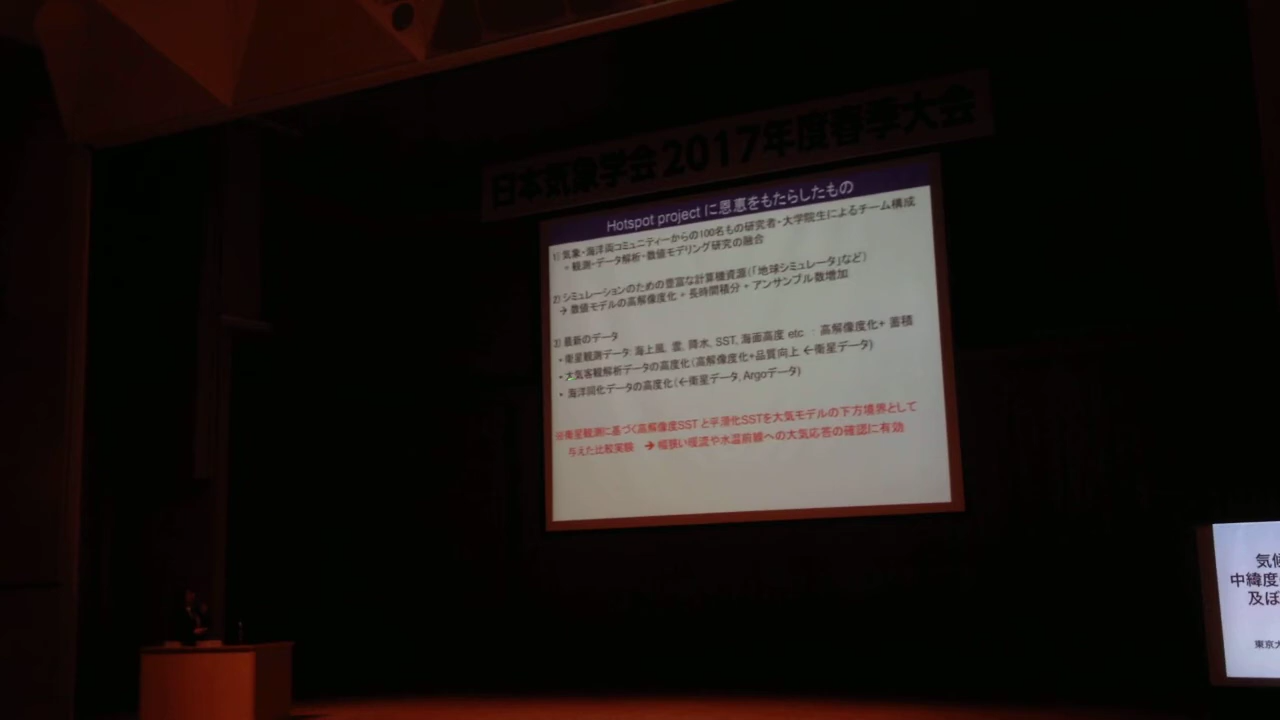 日本気象学会2017年度春季大会
Hotspot project に恩恵をもたらしたもの
1) 気象・海洋両コミュニティーからの100名もの研究者・大学院生によるチーム構成
+ 観測・データ解析・数値モデリング研究の融合
2) シミュレーションのための豊富な計算機資源(「地球シミュレータ」など)
→ 数値モデルの高解像度化 + 長時間積分 + アンサンブル数増加
3) 最新のデータ
・衛星観測データ: 海上風, 雲, 降水, SST, 海面高度 etc. ‥ 高解像度化+ 蓄積
・大気客観解析データの高度化(高解像度化+品質向上 ←衛星データ)
・海洋同化データの高度化(←衛星データ, Argoデータ)
※衛星観測に基づく高解像度SST と平滑化SSTを大気モデルの下方境界として
与えた比較実験 → 幅狭い暖流や水温前線への大気応答の確認に有効
気候
中緯度
及ぼ
東京大